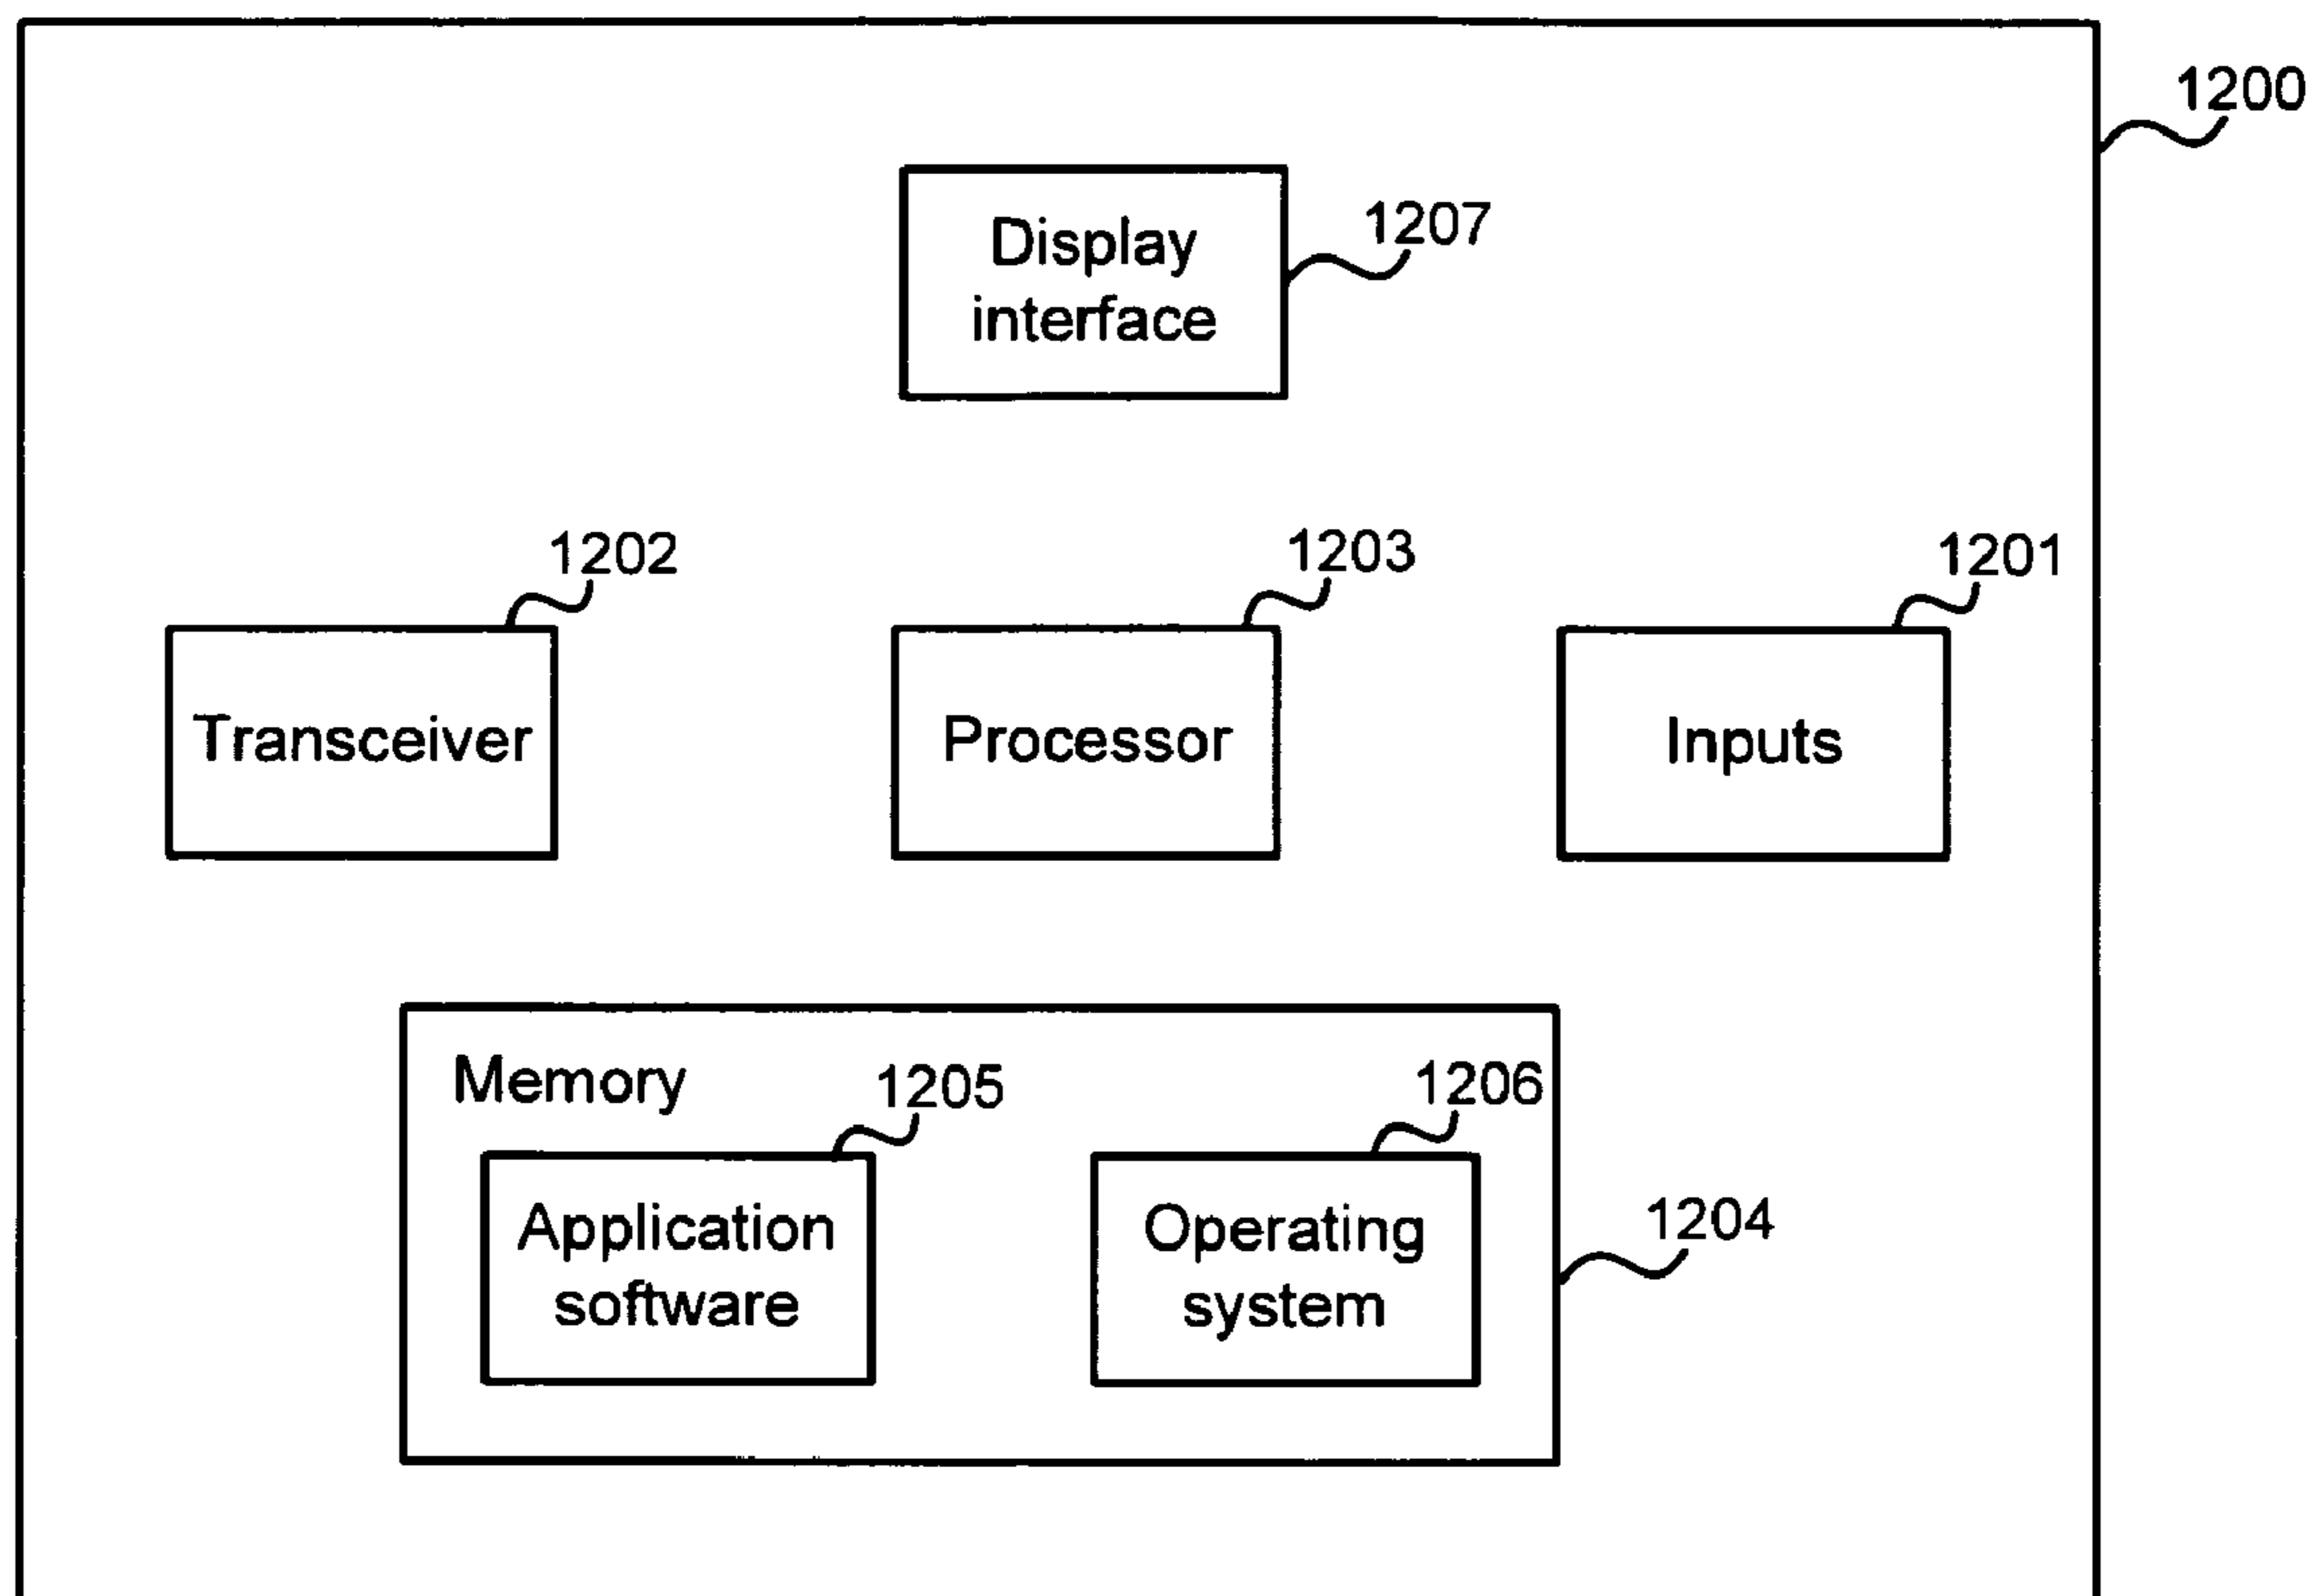 1200
Display
interface
1207
1202
1203
1201
Transceiver
Processor
Inputs
Memory
1205
1206
Application
software
Operating
system
1204